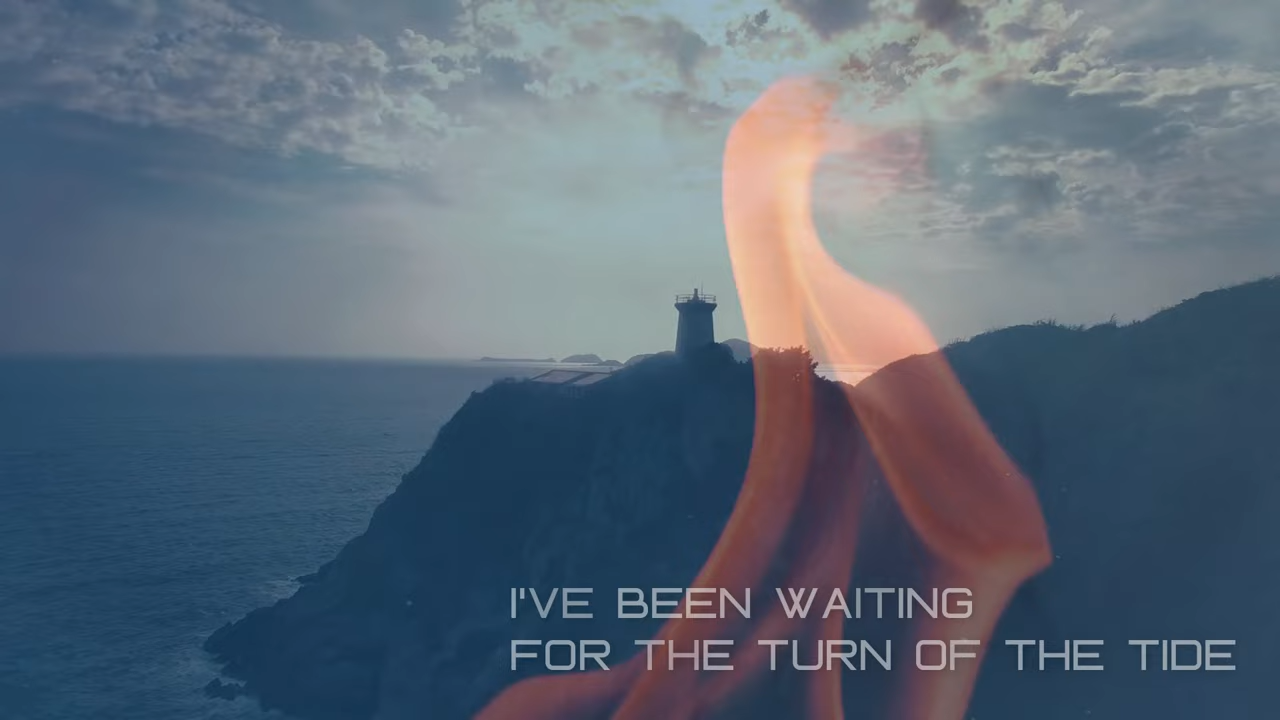 I'VE BEEN WAITING
FOR THE TURN OF THE TIDE